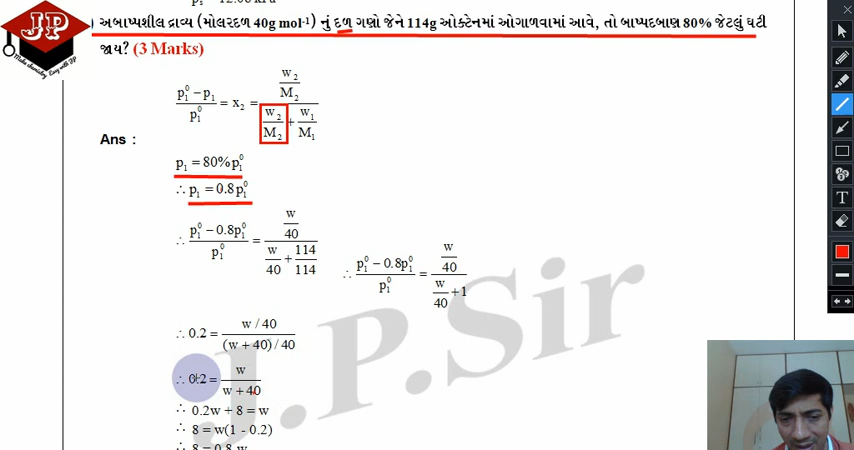 JP
Make chemistry Easy with JP
) અબાષ્પશીલ દ્રાવ્ય (મોલરદળ 40g mol⁻¹) નું દળ ગણો જેને 114g ઓક્ટેનમાં ઓગાળવામાં આવે, તો બાષ્પદબાણ 80% જેટલું ઘટી
જાય? (3 Marks)
(p₁⁰ − p₁)/p₁⁰ = x₂ = (w₂/M₂)/(w₂/M₂ + w₁/M₁)
Ans :
p₁ = 80%p₁⁰
∴ p₁ = 0.8p₁⁰
∴ (p₁⁰ − 0.8p₁⁰)/p₁⁰ = (w/40)/(w/40 + 114/114)
∴ (p₁⁰ − 0.8p₁⁰)/p₁⁰ = (w/40)/(w/40 + 1)
∴ 0.2 = (w / 40)/((w + 40) / 40)
∴ 0.2 = w/(w + 40)
∴ 0.2w + 8 = w
∴ 8 = w(1 - 0.2)
∴ 8 = 0.8 w
J.P.Sir